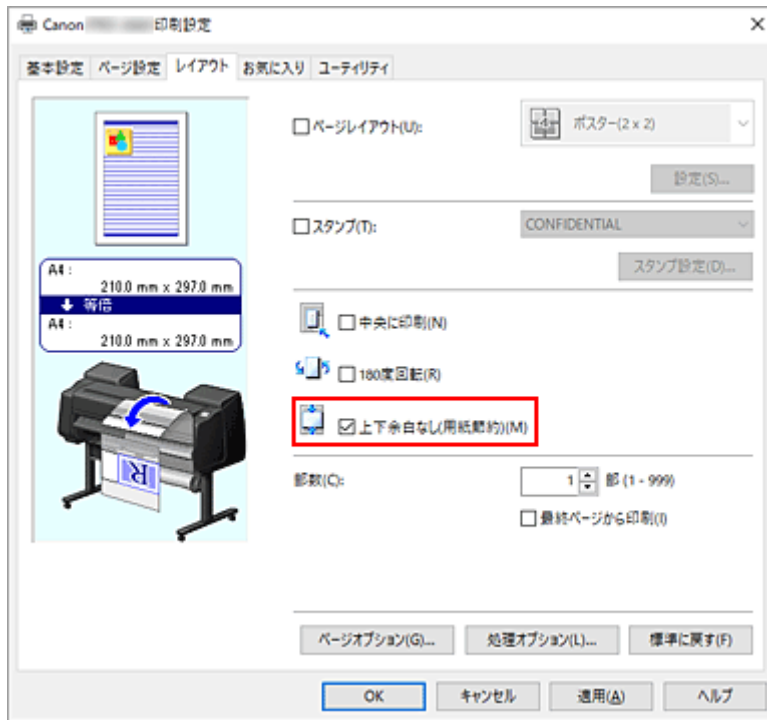 Canon 印刷設定
基本設定 ページ設定 レイアウト お気に入り ユーティリティ
A4 :
210.0 mm x 297.0 mm
等倍
A4 :
210.0 mm x 297.0 mm
ページレイアウト(U):
ポスター(2 x 2)
設定(S)...
スタンプ(T):
CONFIDENTIAL
スタンプ設定(D)...
中央に印刷(N)
180度回転(R)
上下余白なし(用紙節約)(M)
部数(C):
1 部 (1 - 999)
最終ページから印刷(I)
ページオプション(G)... 処理オプション(L)... 標準に戻す(F)
OK キャンセル 適用(A) ヘルプ